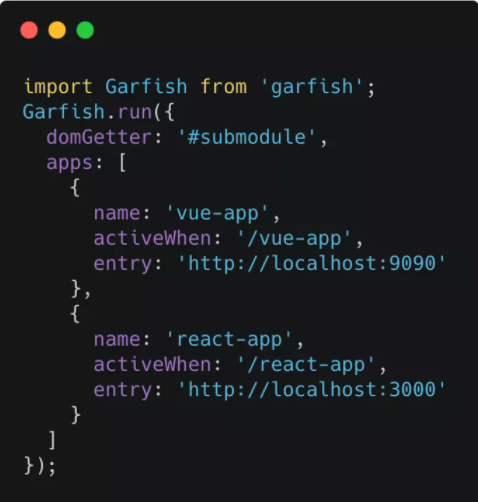 import Garfish from 'garfish';
Garfish.run({
  domGetter: '#submodule',
  apps: [
    {
      name: 'vue-app',
      activeWhen: '/vue-app',
      entry: 'http://localhost:9090'
    },
    {
      name: 'react-app',
      activeWhen: '/react-app',
      entry: 'http://localhost:3000'
    }
  ]
});